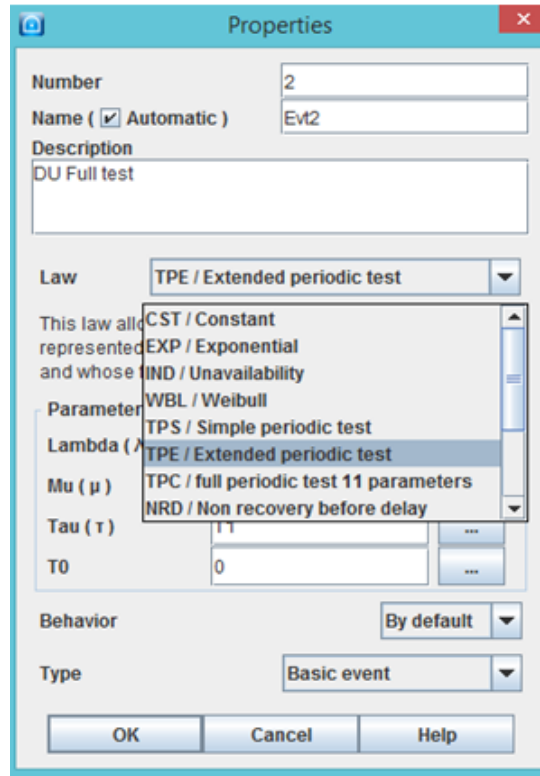 Properties
Number 2
Name ( Automatic ) Evt2
Description
DU Full test
Law TPE / Extended periodic test
This law allo
CST / Constant
represented
EXP / Exponential
and whose
IND / Unavailability
WBL / Weibull
Parameter
TPS / Simple periodic test
Lambda (
TPE / Extended periodic test
Mu ( µ )
TPC / full periodic test 11 parameters
NRD / Non recovery before delay
Tau ( τ ) ...
T0 0 ...
Behavior By default
Type Basic event
OK Cancel Help